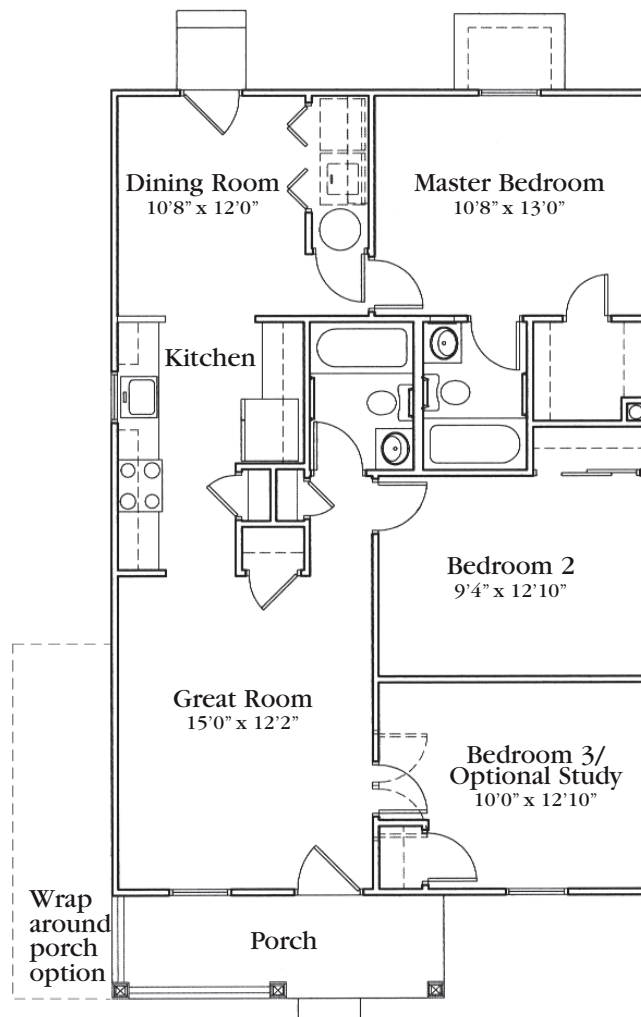 Dining Room
10'8" x 12'0"
Master Bedroom
10'8" x 13'0"
Kitchen
Bedroom 2
9'4" x 12'10"
Great Room
15'0" x 12'2"
Bedroom 3/
Optional Study
10'0" x 12'10"
Wrap
around
porch
option
Porch